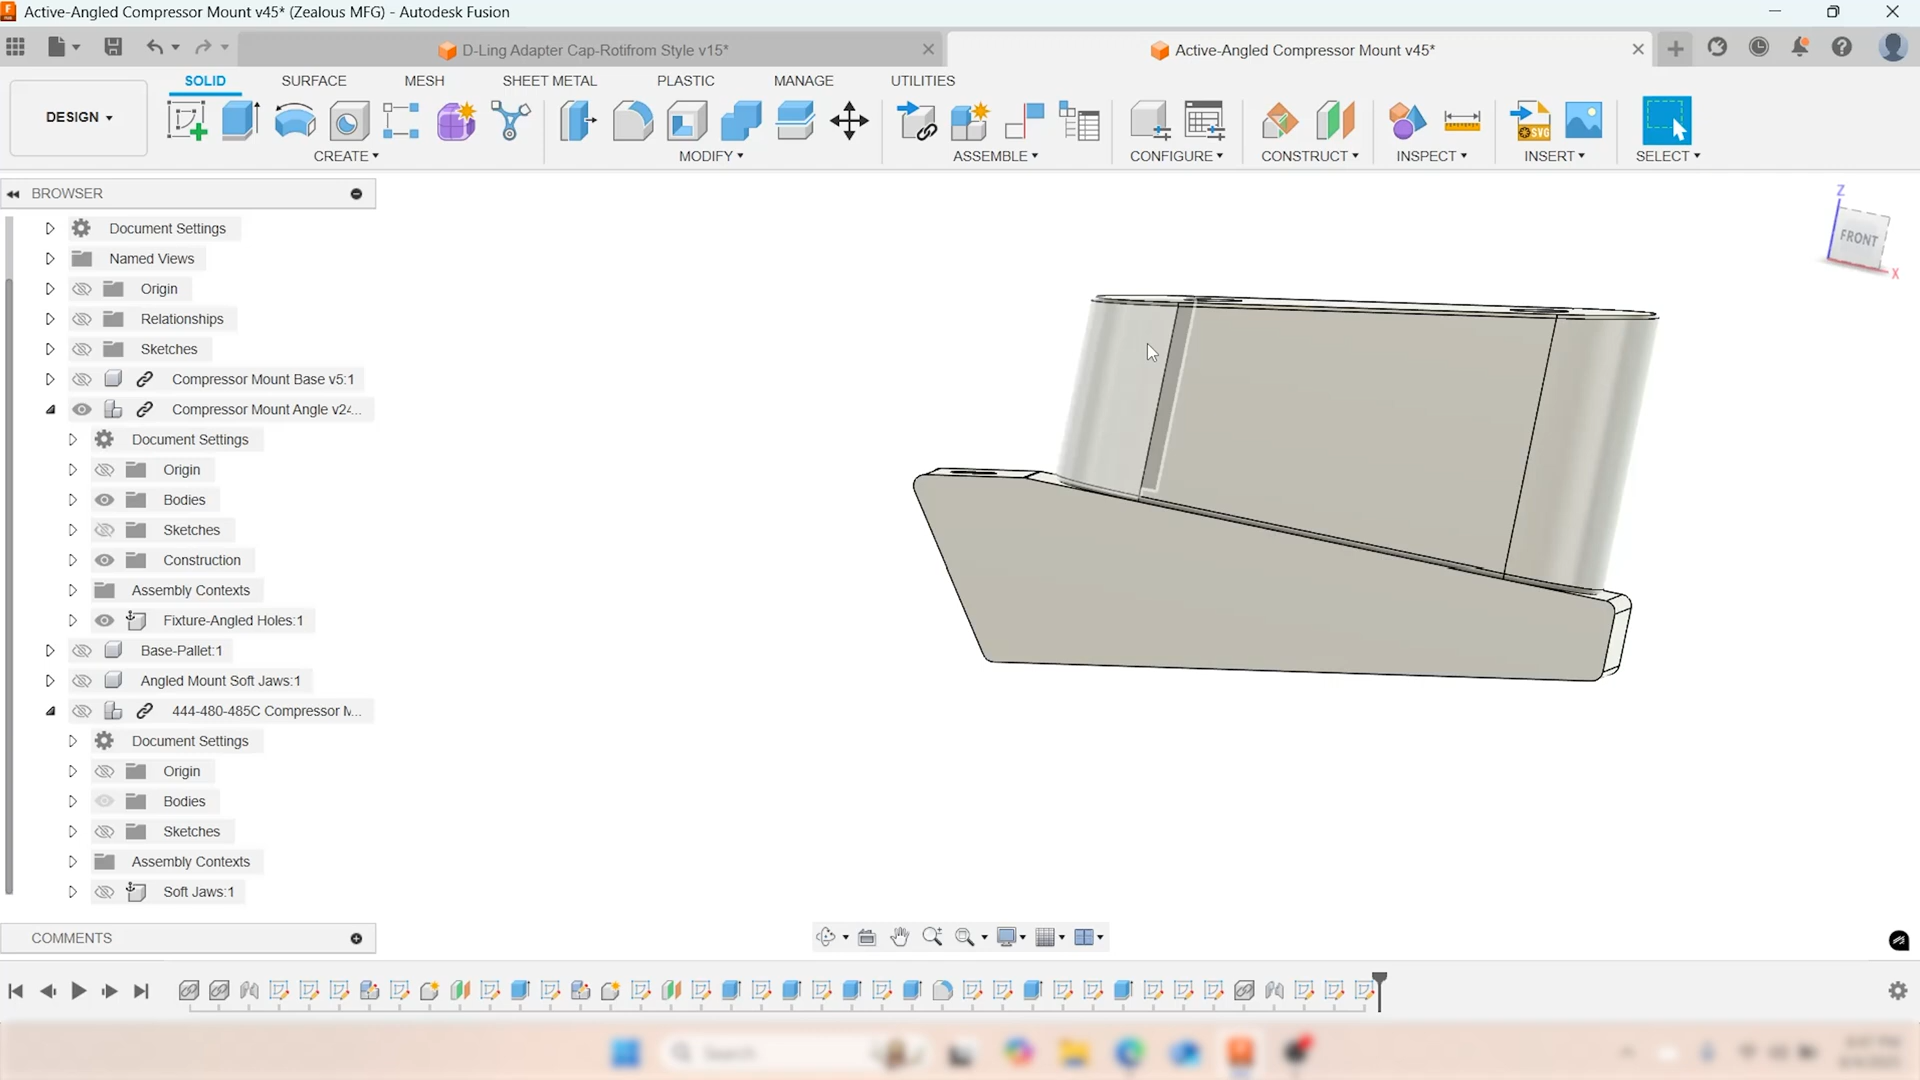 Active-Angled Compressor Mount v45* (Zealous MFG) - Autodesk Fusion
D-Ling Adapter Cap-Rotifrom Style v15*
Active-Angled Compressor Mount v45*
SOLID
SURFACE
MESH
SHEET METAL
PLASTIC
MANAGE
UTILITIES
DESIGN
SVG
CREATE
MODIFY
ASSEMBLE
CONFIGURE
CONSTRUCT
INSPECT
INSERT
SELECT
BROWSER
Document Settings
Named Views
Origin
Relationships
Sketches
Compressor Mount Base v5:1
Compressor Mount Angle v24...
Document Settings
Origin
Bodies
Sketches
Construction
Assembly Contexts
Fixture-Angled Holes:1
Base-Pallet:1
Angled Mount Soft Jaws:1
444-480-485C Compressor M...
Document Settings
Origin
Bodies
Sketches
Assembly Contexts
Soft Jaws:1
Z
FRONT
X
COMMENTS
Search